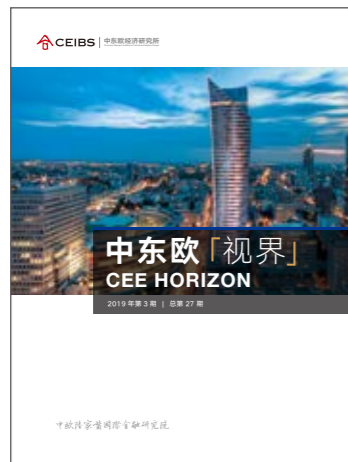 CEIBS | 中东欧经济研究所
中东欧「视界」
CEE HORIZON
2019 年第 3 期 | 总第 27 期
中欧陆家嘴国际金融研究院